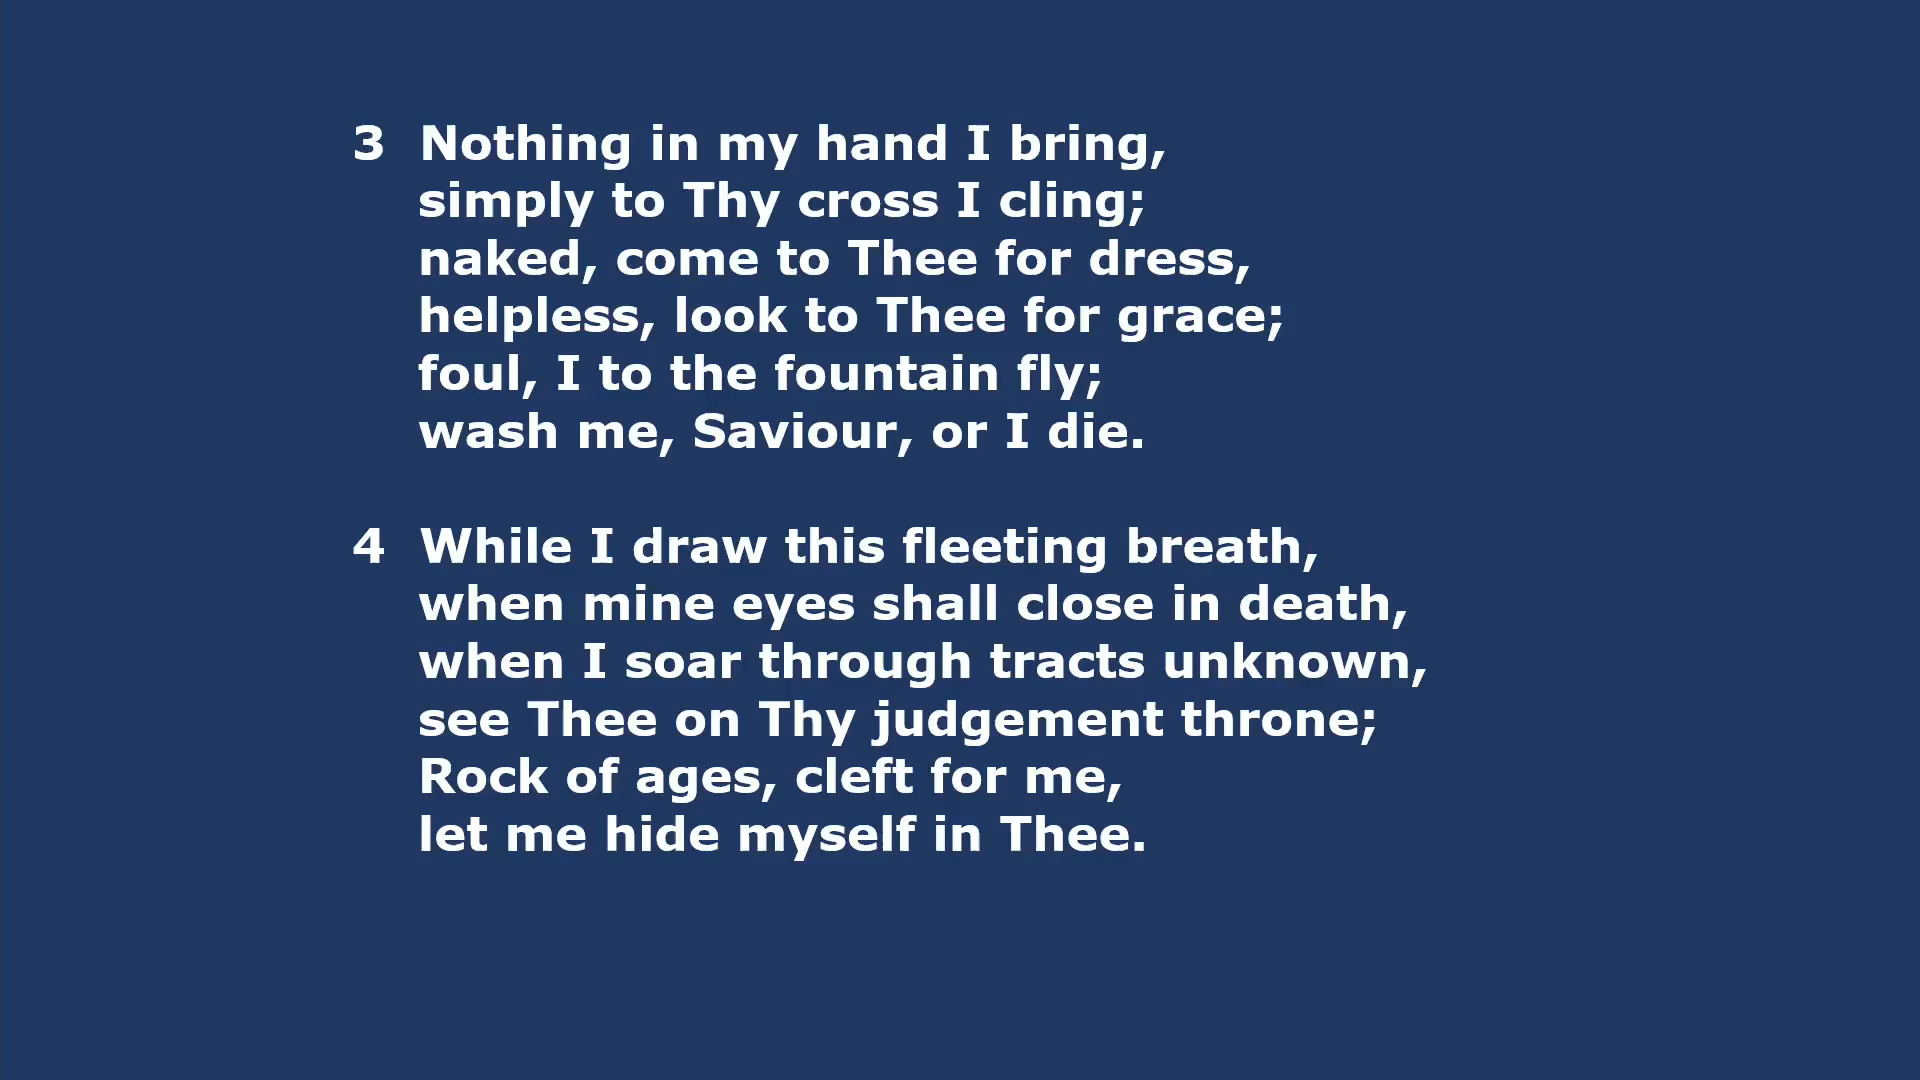 3 Nothing in my hand I bring,
simply to Thy cross I cling;
naked, come to Thee for dress,
helpless, look to Thee for grace;
foul, I to the fountain fly;
wash me, Saviour, or I die.
4 While I draw this fleeting breath,
when mine eyes shall close in death,
when I soar through tracts unknown,
see Thee on Thy judgement throne;
Rock of ages, cleft for me,
let me hide myself in Thee.